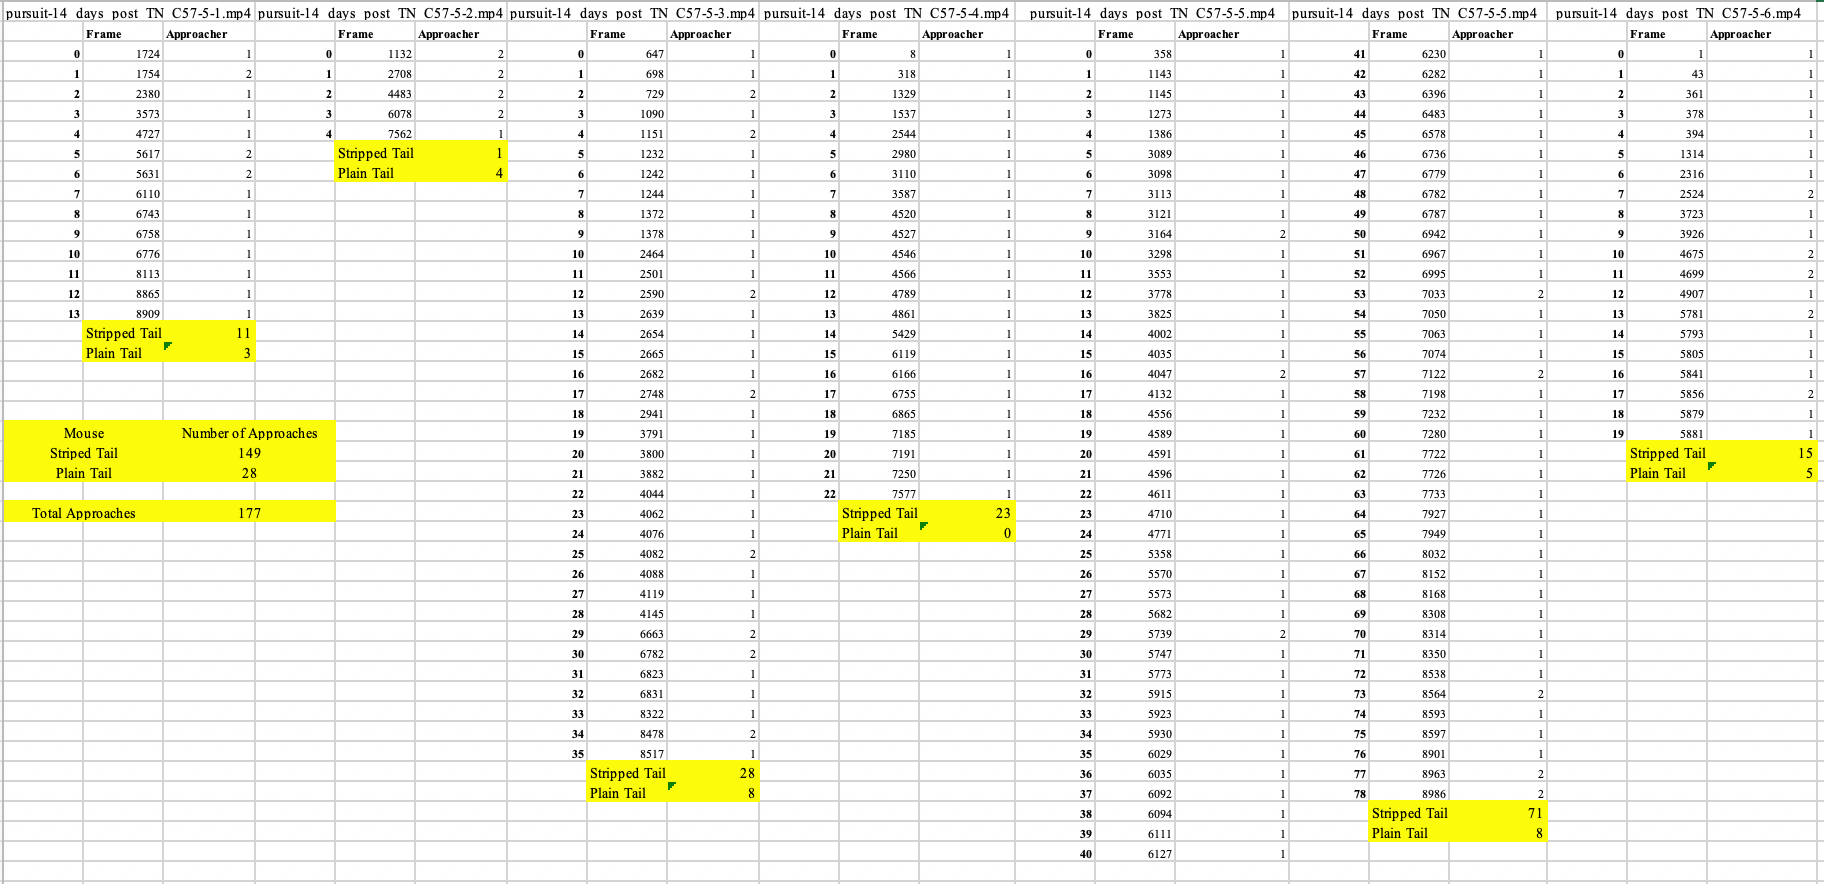 pursuit-14 days post TN C57-5-1.mp4 pursuit-14 days post TN C57-5-2.mp4 pursuit-14 days post TN C57-5-3.mp4 pursuit-14 days post TN C57-5-4.mp4 pursuit-14 days post TN C57-5-5.mp4 pursuit-14 days post TN C57-5-5.mp4 pursuit-14 days post TN C57-5-6.mp4
Frame Approacher Frame Approacher Frame Approacher Frame Approacher Frame Approacher Frame Approacher Frame Approacher
0 1724 1 0 1132 2 0 647 1 0 8 1 0 358 1 41 6230 1 0 1 1
1 1754 2 1 2708 2 1 698 1 1 318 1 1 1143 1 42 6282 1 1 43 1
2 2380 1 2 4483 2 2 729 2 2 1329 1 2 1145 1 43 6396 1 2 361 1
3 3573 1 3 6078 2 3 1090 1 3 1537 1 3 1273 1 44 6483 1 3 378 1
4 4727 1 4 7562 1 4 1151 2 4 2544 1 4 1386 1 45 6578 1 4 394 1
5 5617 2 Stripped Tail 1 5 1232 1 5 2980 1 5 3089 1 46 6736 1 5 1314 1
6 5631 2 Plain Tail 4 6 1242 1 6 3110 1 6 3098 1 47 6779 1 6 2316 1
7 6110 1 7 1244 1 7 3587 1 7 3113 1 48 6782 1 7 2524 2
8 6743 1 8 1372 1 8 4520 1 8 3121 1 49 6787 1 8 3723 1
9 6758 1 9 1378 1 9 4527 1 9 3164 2 50 6942 1 9 3926 1
10 6776 1 10 2464 1 10 4546 1 10 3298 1 51 6967 1 10 4675 2
11 8113 1 11 2501 1 11 4566 1 11 3553 1 52 6995 1 11 4699 2
12 8865 1 12 2590 2 12 4789 1 12 3778 1 53 7033 2 12 4907 1
13 8909 1 13 2639 1 13 4861 1 13 3825 1 54 7050 1 13 5781 2
Stripped Tail 11 14 2654 1 14 5429 1 14 4002 1 55 7063 1 14 5793 1
Plain Tail 3 15 2665 1 15 6119 1 15 4035 1 56 7074 1 15 5805 1
16 2682 1 16 6166 1 16 4047 2 57 7122 2 16 5841 1
17 2748 2 17 6755 1 17 4132 1 58 7198 1 17 5856 2
18 2941 1 18 6865 1 18 4556 1 59 7232 1 18 5879 1
Mouse Number of Approaches 19 3791 1 19 7185 1 19 4589 1 60 7280 1 19 5881 1
Striped Tail 149 20 3800 1 20 7191 1 20 4591 1 61 7722 1 Stripped Tail 15
Plain Tail 28 21 3882 1 21 7250 1 21 4596 1 62 7726 1 Plain Tail 5
22 4044 1 22 7577 1 22 4611 1 63 7733 1
Total Approaches 177 23 4062 1 Stripped Tail 23 23 4710 1 64 7927 1
24 4076 1 Plain Tail 0 24 4771 1 65 7949 1
25 4082 2 25 5358 1 66 8032 1
26 4088 1 26 5570 1 67 8152 1
27 4119 1 27 5573 1 68 8168 1
28 4145 1 28 5682 1 69 8308 1
29 6663 2 29 5739 2 70 8314 1
30 6782 2 30 5747 1 71 8350 1
31 6823 1 31 5773 1 72 8538 1
32 6831 1 32 5915 1 73 8564 2
33 8322 1 33 5923 1 74 8593 1
34 8478 2 34 5930 1 75 8597 1
35 8517 1 35 6029 1 76 8901 1
Stripped Tail 28 36 6035 1 77 8963 2
Plain Tail 8 37 6092 1 78 8986 2
38 6094 1 Stripped Tail 71
39 6111 1 Plain Tail 8
40 6127 1